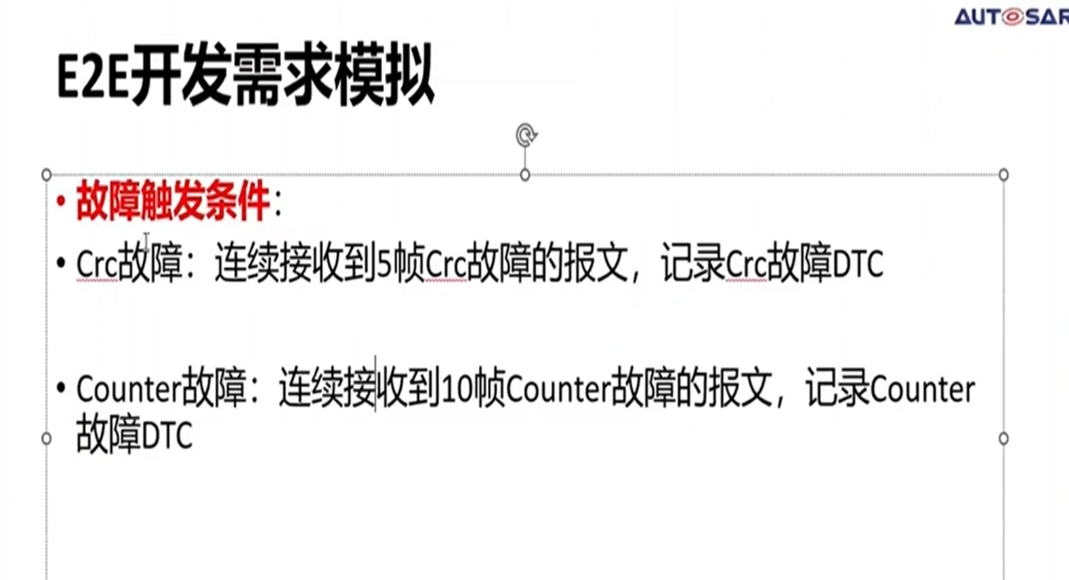 AUTOSAR
E2E开发需求模拟
• 故障触发条件：
• Crc故障：连续接收到5帧Crc故障的报文，记录Crc故障DTC
• Counter故障：连续接收到10帧Counter故障的报文，记录Counter
故障DTC